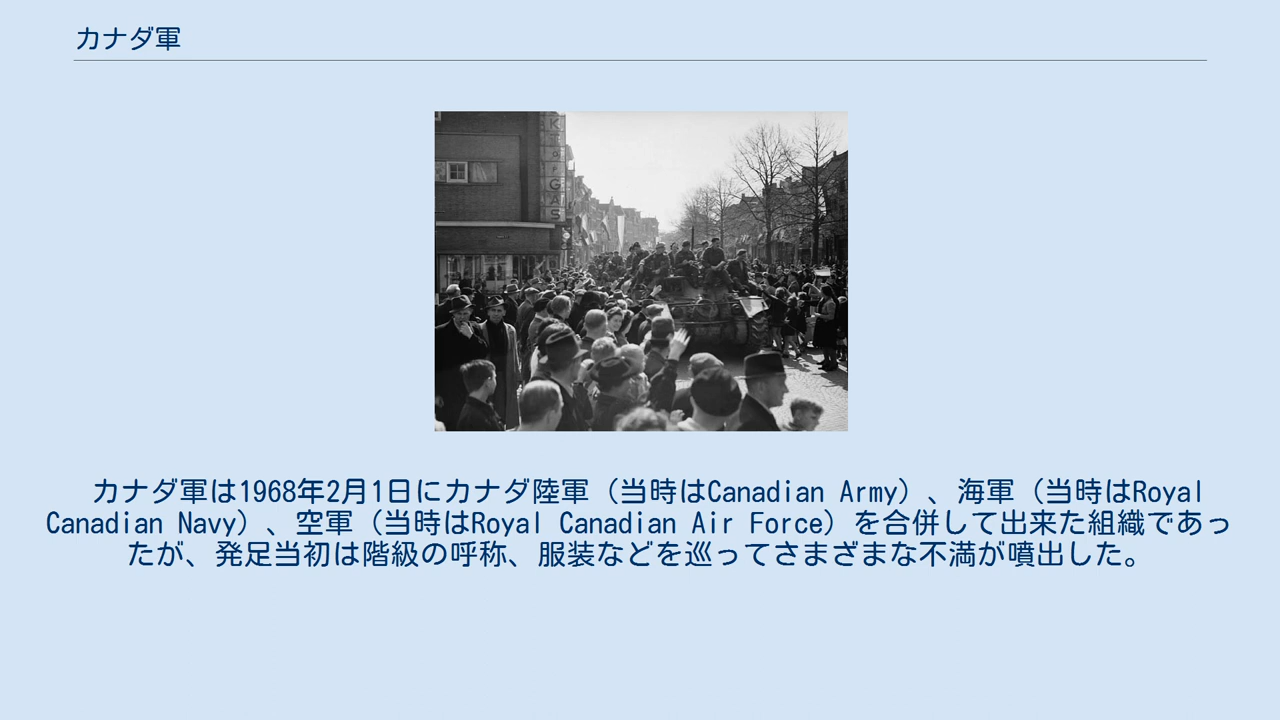 カナダ軍
K
GAS
カナダ軍は1968年2月1日にカナダ陸軍（当時はCanadian Army）、海軍（当時はRoyal
Canadian Navy）、空軍（当時はRoyal Canadian Air Force）を合併して出来た組織であっ
たが、発足当初は階級の呼称、服装などを巡ってさまざまな不満が噴出した。